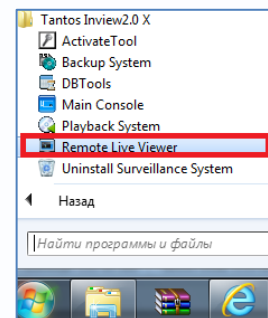 Tantos Inview2.0 X
ActivateTool
Backup System
DBTools
Main Console
Playback System
Remote Live Viewer
Uninstall Surveillance System
Назад
Найти программы и файлы